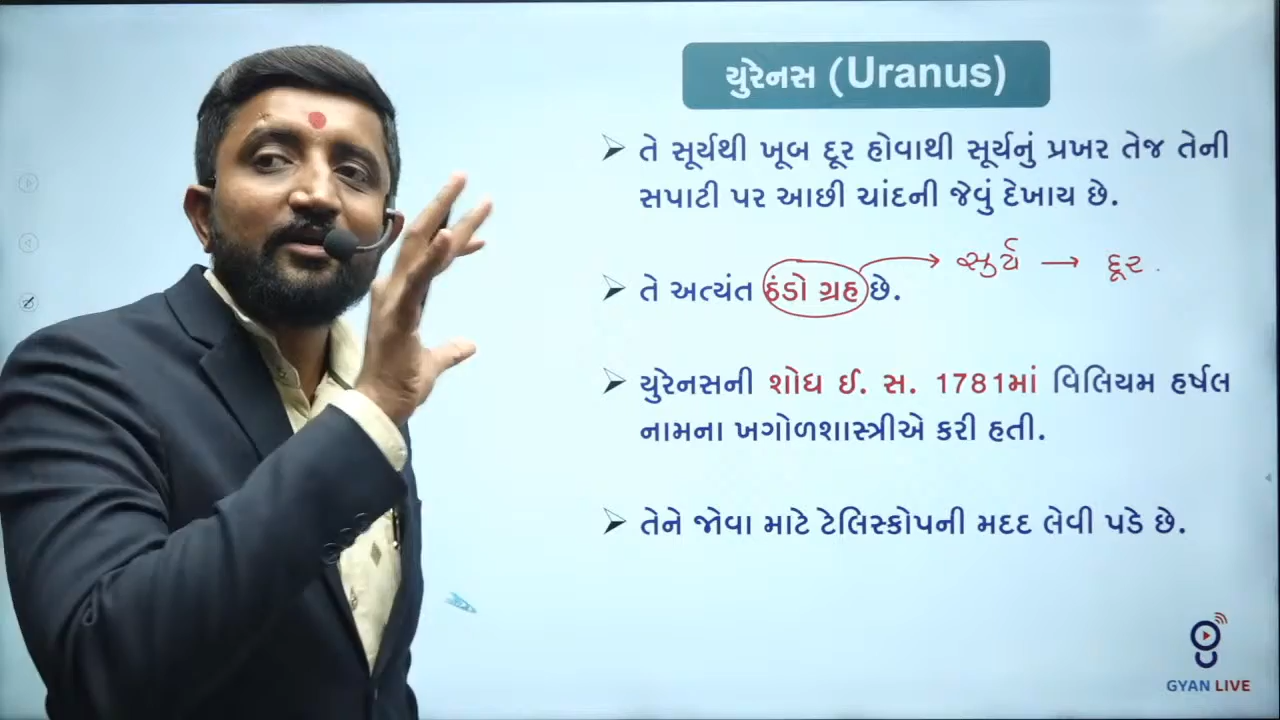 યુરેનસ (Uranus)
તે સૂર્યથી ખૂબ દૂર હોવાથી સૂર્યનું પ્રખર તેજ તેની
સપાટી પર આછી ચાંદની જેવું દેખાય છે.
સુર્ય → દૂર.
તે અત્યંત ઠંડો ગ્રહ છે.
યુરેનસની શોધ ઈ. સ. 1781માં વિલિયમ હર્ષલ
નામના ખગોળશાસ્ત્રીએ કરી હતી.
તેને જોવા માટે ટેલિસ્કોપની મદદ લેવી પડે છે.
GYAN LIVE